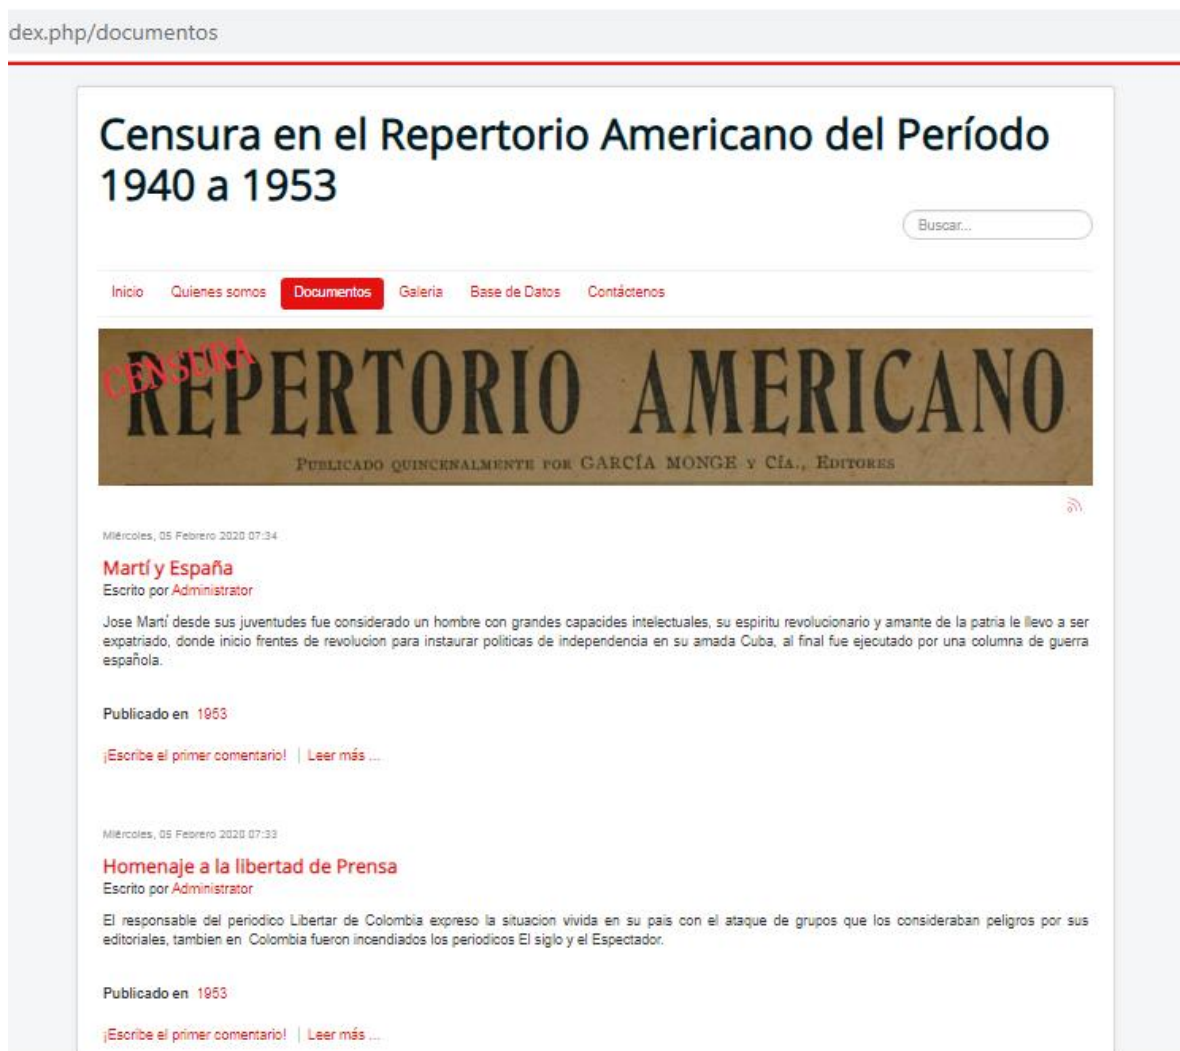 dex.php/documentos
Censura en el Repertorio Americano del Período
1940 a 1953
Buscar...
Inicio Quienes somos Documentos Galeria Base de Datos Contáctenos
CENSURA
REPERTORIO AMERICANO
PUBLICADO QUINCENALMENTE POR GARCÍA MONGE Y CÍA., EDITORES
Miércoles, 05 Febrero 2020 07:34
Martí y España
Escrito por Administrator
Jose Martí desde sus juventudes fue considerado un hombre con grandes capacides intelectuales, su espiritu revolucionario y amante de la patria le llevo a ser
expatriado, donde inicio frentes de revolucion para instaurar politicas de independencia en su amada Cuba, al final fue ejecutado por una columna de guerra
española.
Publicado en 1953
¡Escribe el primer comentario! | Leer más ...
Miércoles, 05 Febrero 2020 07:33
Homenaje a la libertad de Prensa
Escrito por Administrator
El responsable del periodico Libertar de Colombia expreso la situacion vivida en su pais con el ataque de grupos que los consideraban peligros por sus
editoriales, tambien en Colombia fueron incendiados los periodicos El siglo y el Espectador.
Publicado en 1953
¡Escribe el primer comentario! | Leer más ...